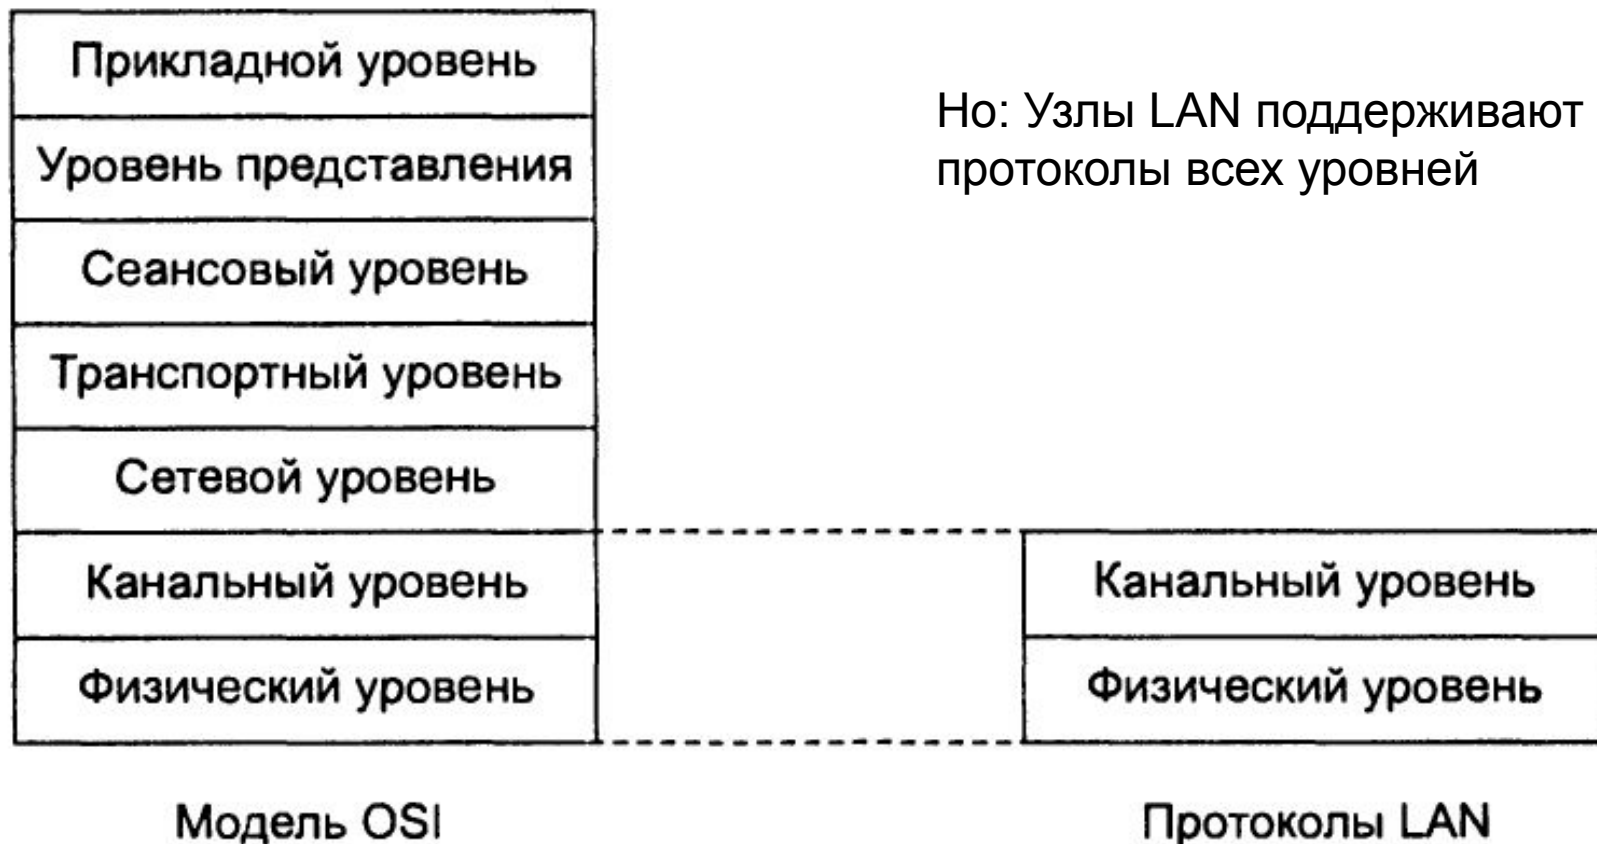 Прикладной уровень
Уровень представления
Сеансовый уровень
Транспортный уровень
Сетевой уровень
Канальный уровень
Физический уровень
Модель OSI
Но: Узлы LAN поддерживают
протоколы всех уровней
Канальный уровень
Физический уровень
Протоколы LAN